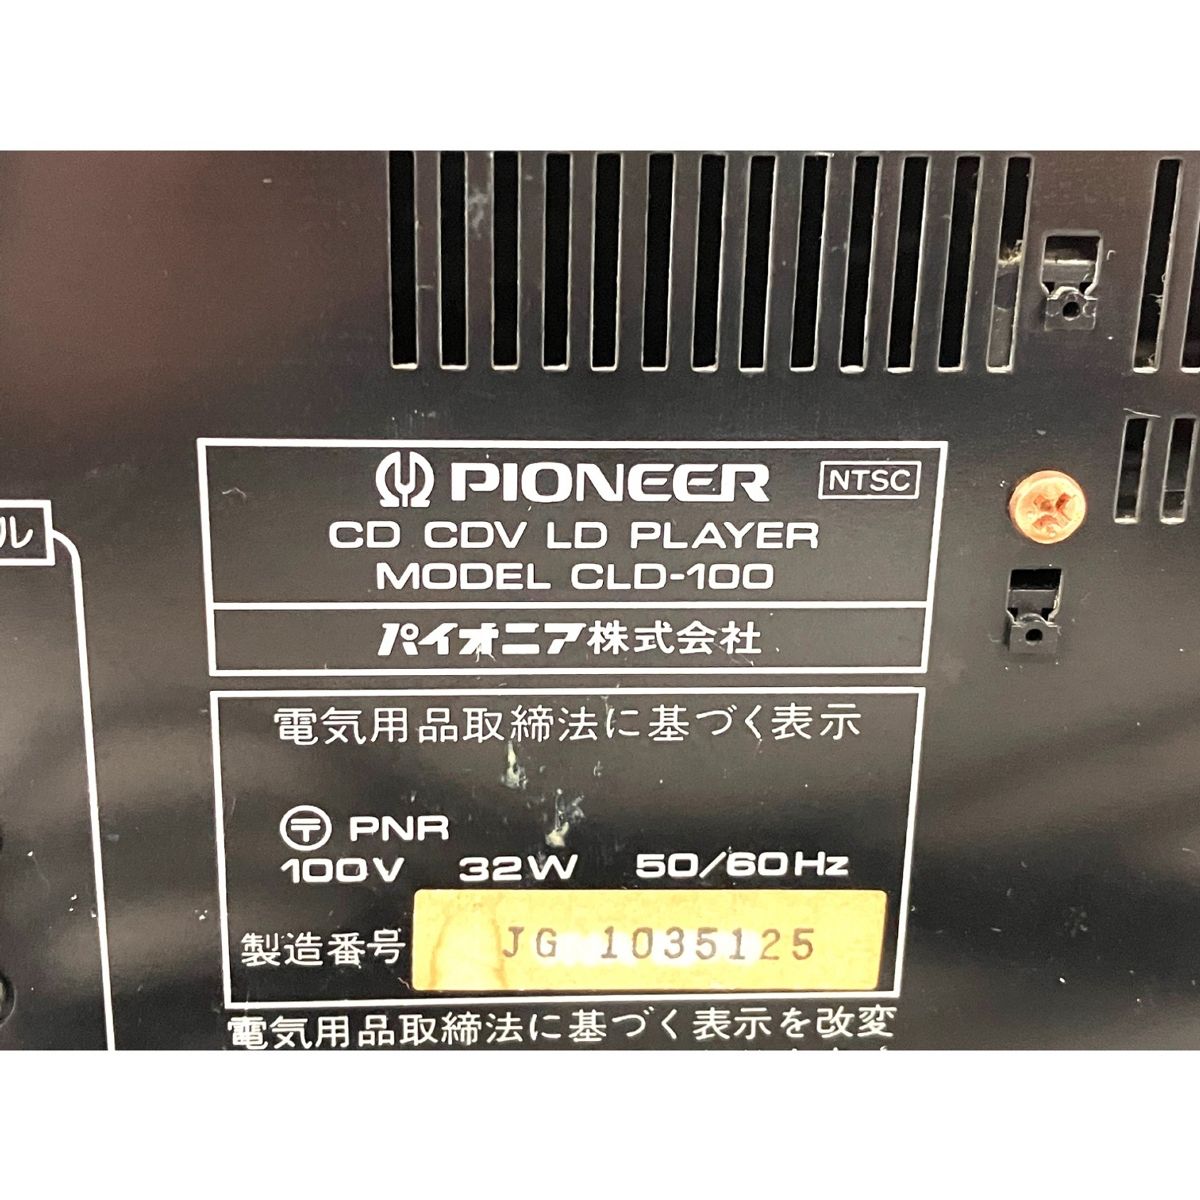 PIONEER NTSC
CD CDV LD PLAYER
MODEL CLD-100
パイオニア株式会社
ル
電気用品取締法に基づく表示
〒 PNR
100V 32W 50/60Hz
製造番号 JG 1035125
電気用品取締法に基づく表示を改変